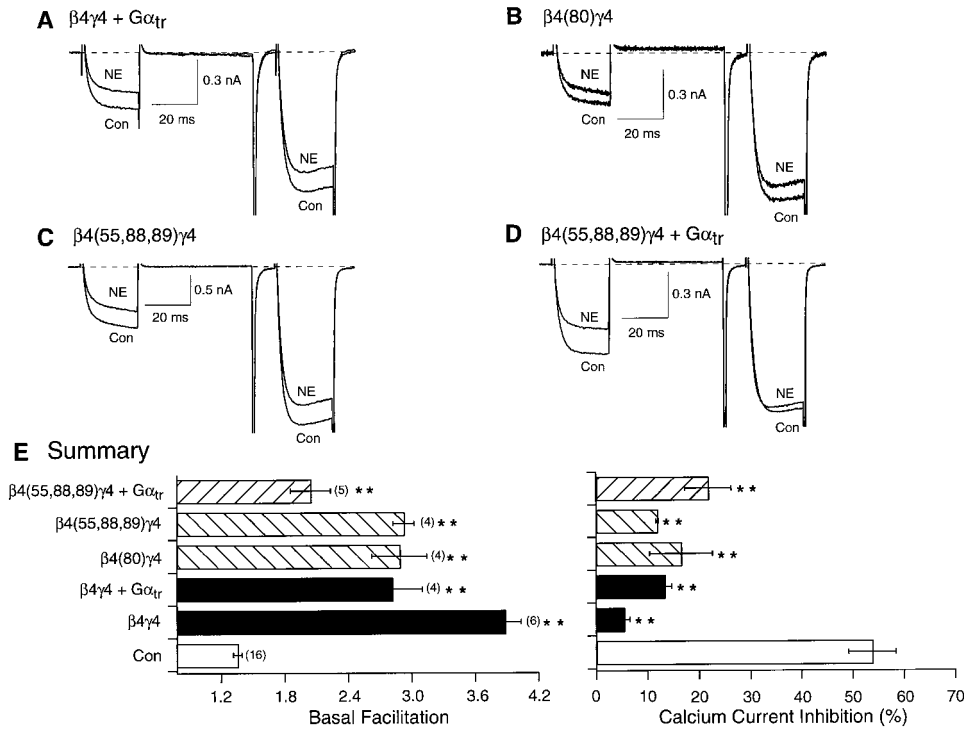 A β4γ4 + Gαtr
NE
Con
0.3 nA
20 ms
NE
Con
B β4(80)γ4
NE
Con
0.3 nA
20 ms
NE
Con
C β4(55,88,89)γ4
NE
Con
0.5 nA
20 ms
NE
Con
D β4(55,88,89)γ4 + Gαtr
NE
Con
0.3 nA
20 ms
NE
Con
E Summary
β4(55,88,89)γ4 + Gαtr
(5) **
**
β4(55,88,89)γ4
(4) **
**
β4(80)γ4
(4) **
**
β4γ4 + Gαtr
(4) **
**
β4γ4
(6) **
**
Con
(16)
1.2 1.8 2.4 3.0 3.6 4.2
Basal Facilitation
0 10 20 30 40 50 60 70
Calcium Current Inhibition (%)